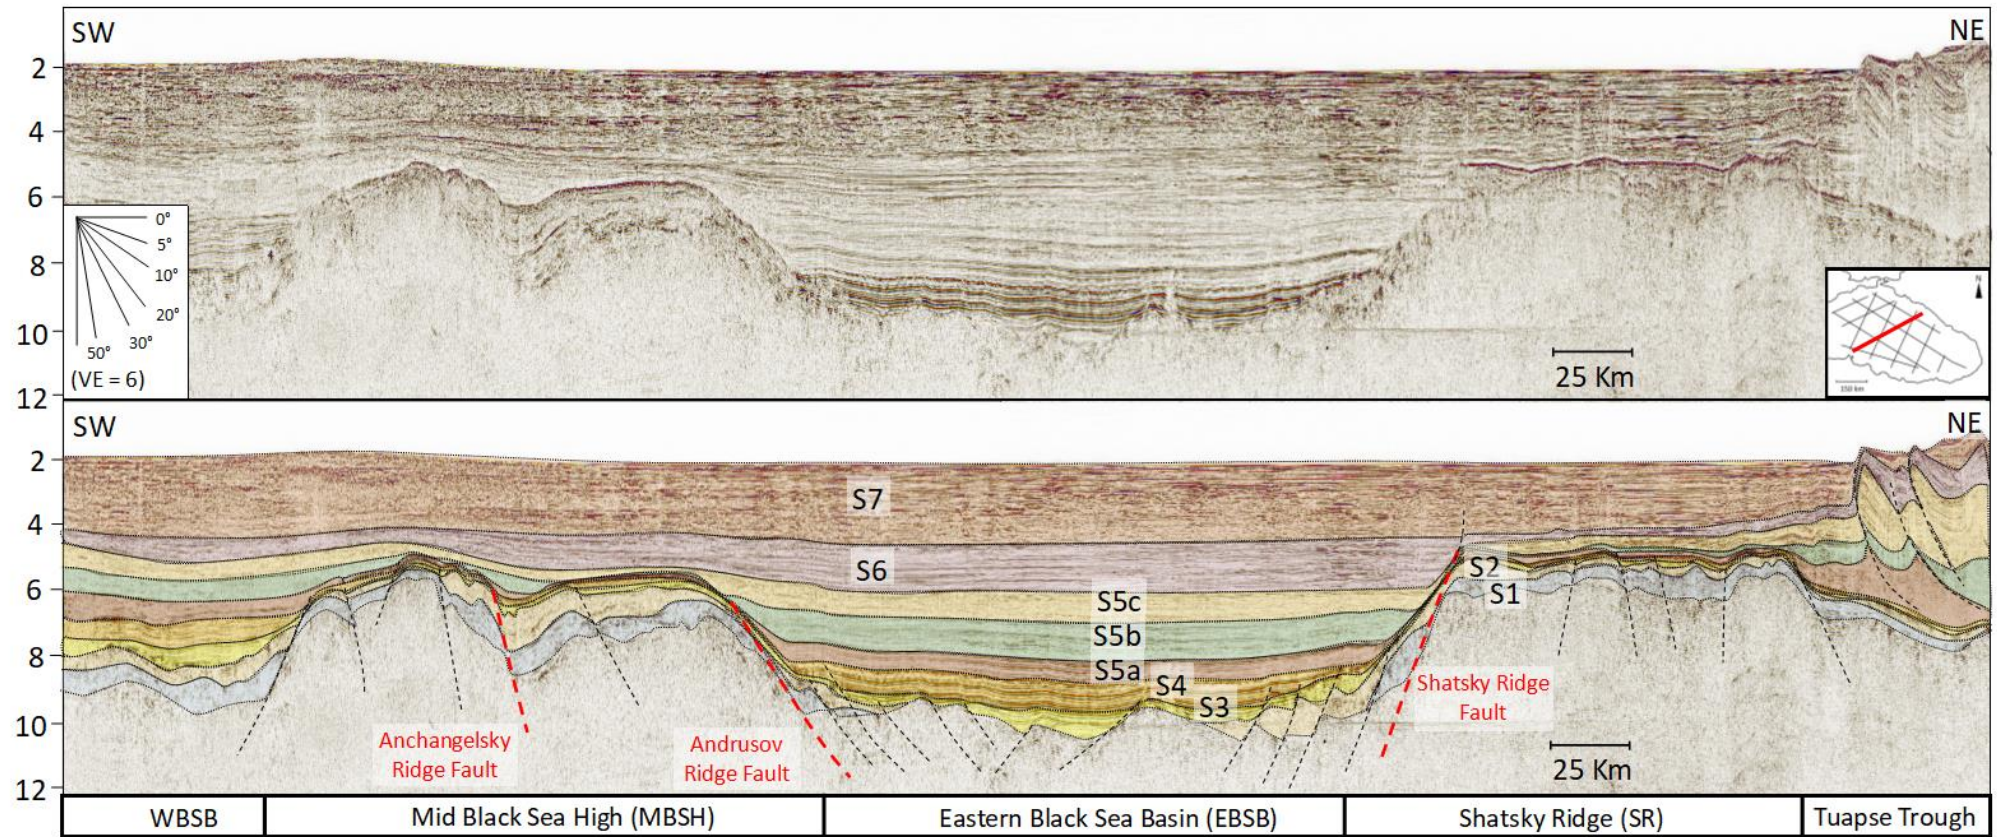 SW
NE
2
4
6
8
10
12
0°
5°
10°
20°
30°
50°
(VE = 6)
25 Km
N
150 km
SW
NE
2
4
6
8
10
12
S7
S6
S5c
S5b
S5a
S4
S3
S2
S1
Anchangelsky
Ridge Fault
Andrusov
Ridge Fault
Shatsky Ridge
Fault
25 Km
WBSB
Mid Black Sea High (MBSH)
Eastern Black Sea Basin (EBSB)
Shatsky Ridge (SR)
Tuapse Trough